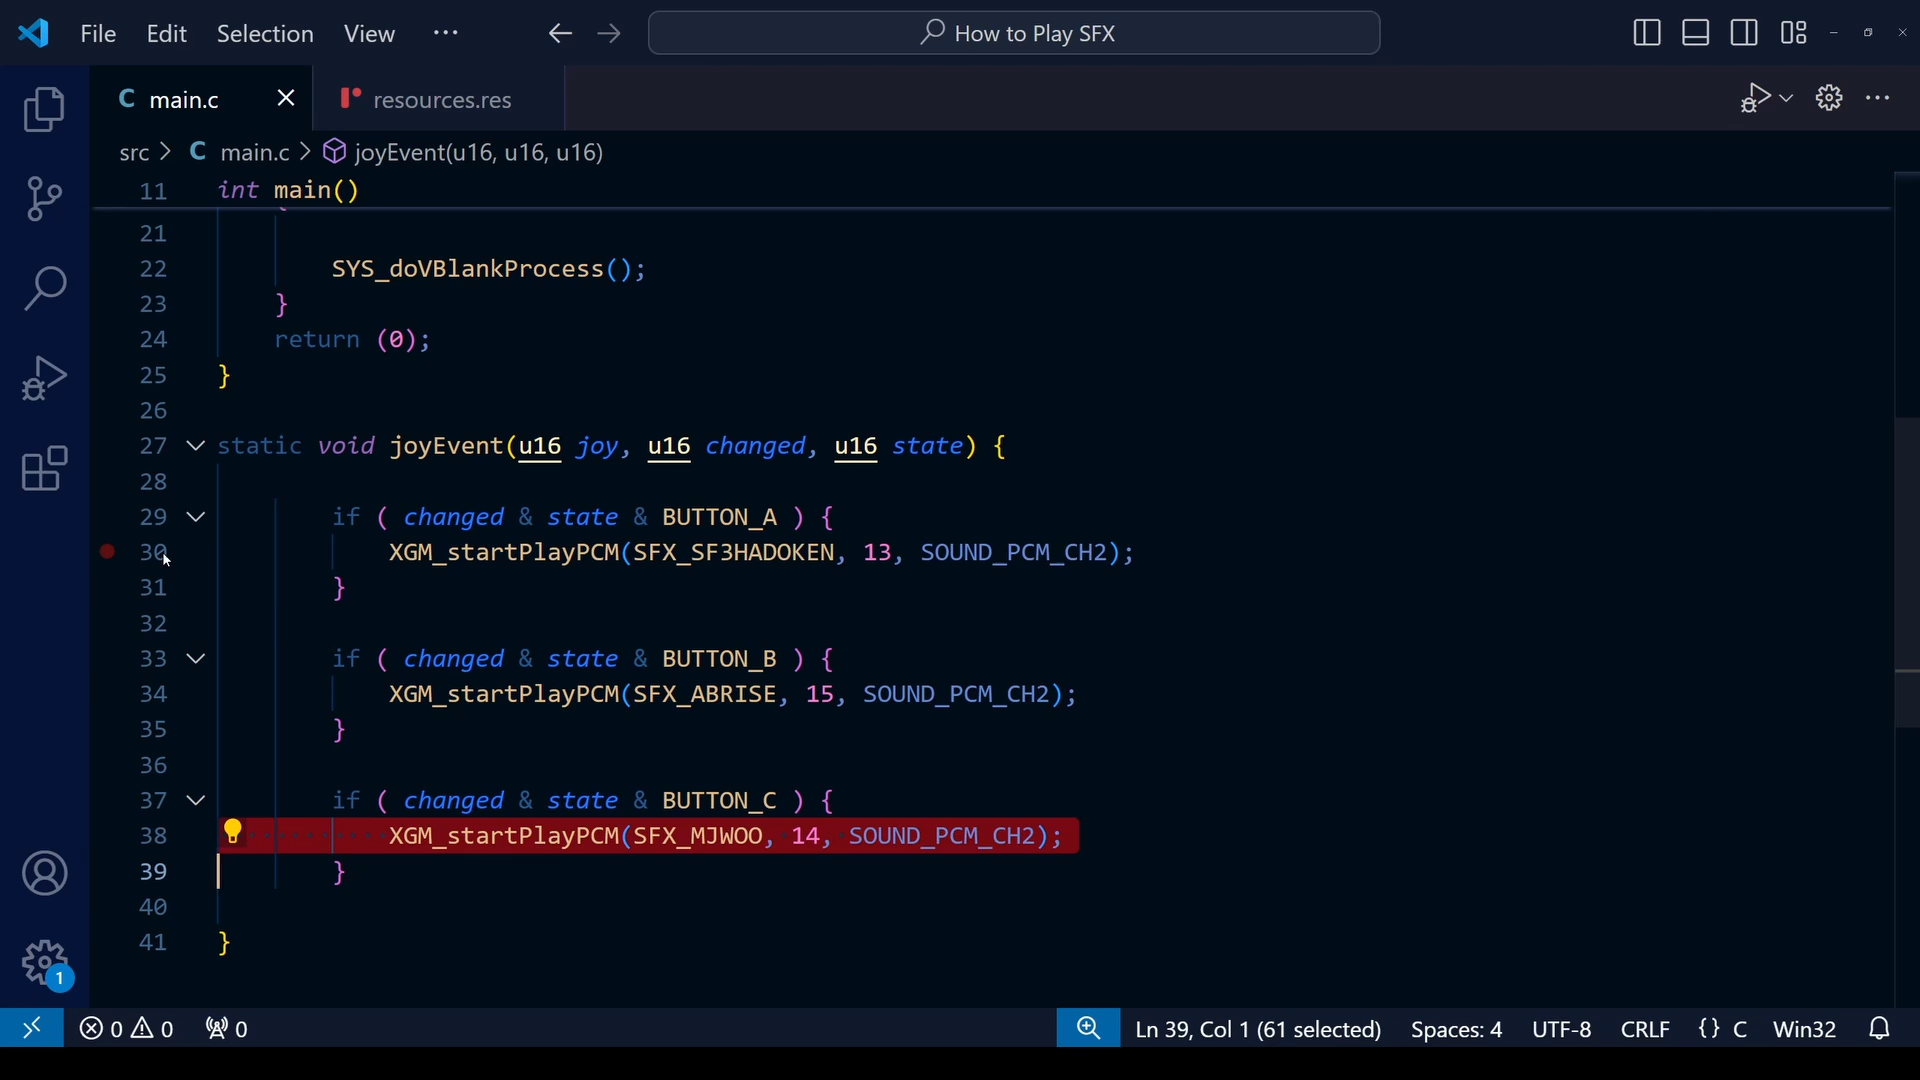 File Edit Selection View ··· How to Play SFX
C main.c resources.res
src > C main.c > joyEvent(u16, u16, u16)
11 int main()
21
22 SYS_doVBlankProcess();
23 }
24 return (0);
25 }
26
27 static void joyEvent(u16 joy, u16 changed, u16 state) {
28
29 if ( changed & state & BUTTON_A ) {
30 XGM_startPlayPCM(SFX_SF3HADOKEN, 13, SOUND_PCM_CH2);
31 }
32
33 if ( changed & state & BUTTON_B ) {
34 XGM_startPlayPCM(SFX_ABRISE, 15, SOUND_PCM_CH2);
35 }
36
37 if ( changed & state & BUTTON_C ) {
38 XGM_startPlayPCM(SFX_MJWOO, 14, SOUND_PCM_CH2);
39 }
40
41 }
1
0 0 0 Ln 39, Col 1 (61 selected) Spaces: 4 UTF-8 CRLF {} C Win32